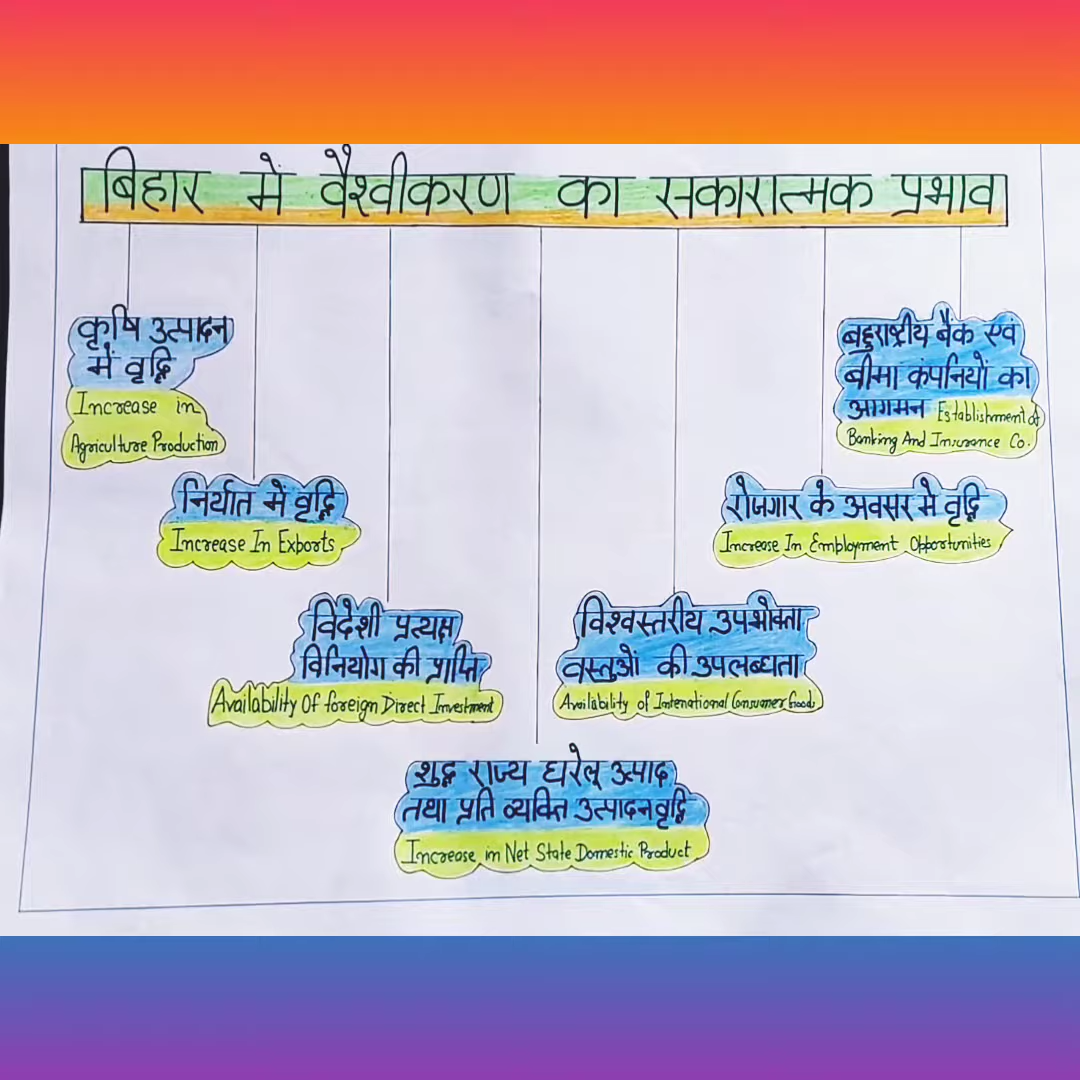 बिहार में वैश्वीकरण का सकारात्मक प्रभाव
कृषि उत्पादन
में वृद्धि
Increase in
Agriculture Production
निर्यात में वृद्धि
Increase In Exports
विदेशी प्रत्यक्ष
विनियोग की प्राप्ति
Availability Of foreign Direct Investment
शुद्ध राज्य घरेलू उत्पाद
तथा प्रति व्यक्ति उत्पादन वृद्धि
Increase in Net State Domestic Product
विश्वस्तरीय उपभोक्ता
वस्तुओं की उपलब्धता
Availability of Intenational Consumer Goods
रोजगार के अवसर मे वृद्धि
Increase In Employment Opportunities
बहुराष्ट्रीय बैंक एवं
बीमा कंपनियों का
आगमन Establishment of
Banking And Insurance Co.